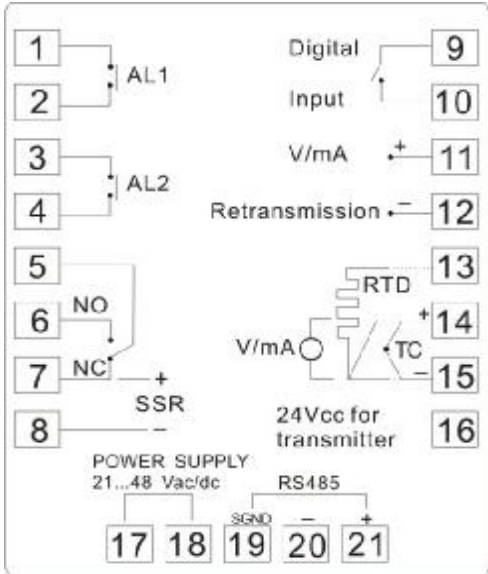 1
2
AL1
3
4
AL2
5
6
NO
7
NC
+
SSR
8
−
Digital
9
Input
10
V/mA
+
11
Retransmission
−
12
13
RTD
+
14
V/mA
TC
−
15
24Vcc for
transmitter
16
POWER SUPPLY
21...48 Vac/dc
RS485
SGND
−
+
17
18
19
20
21